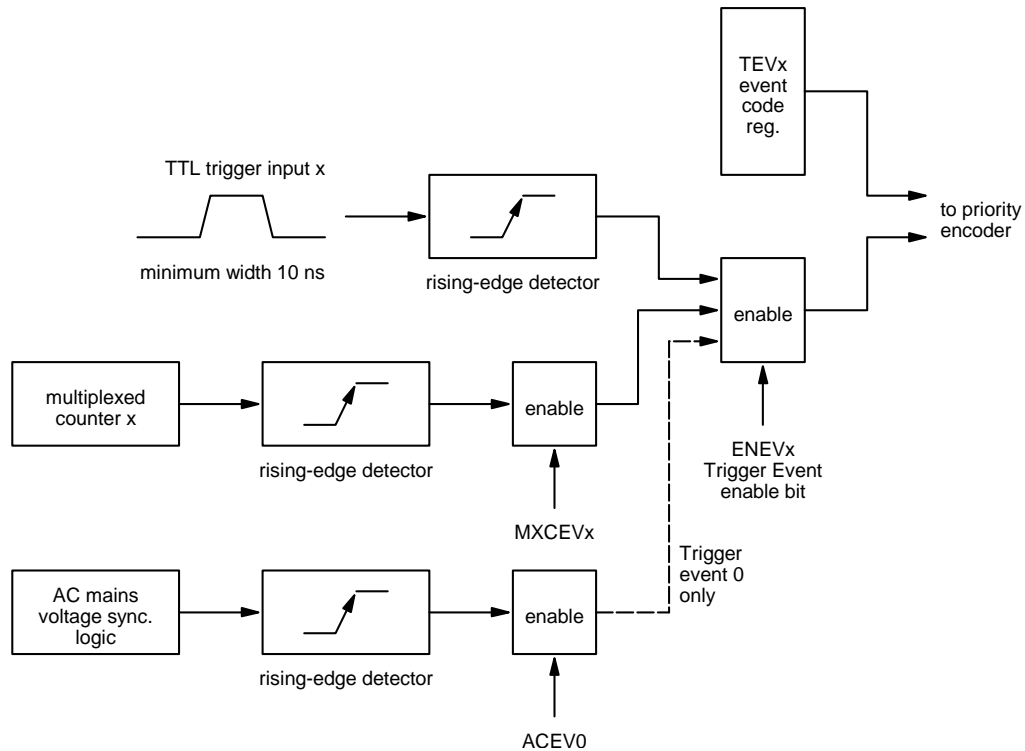 TEVx
event
code
reg.
TTL trigger input x
to priority
encoder
minimum width 10 ns
rising-edge detector
enable
multiplexed
counter x
enable
rising-edge detector
ENEVx
Trigger Event
enable bit
MXCEVx
Trigger
event 0
only
AC mains
voltage sync.
logic
enable
rising-edge detector
ACEV0